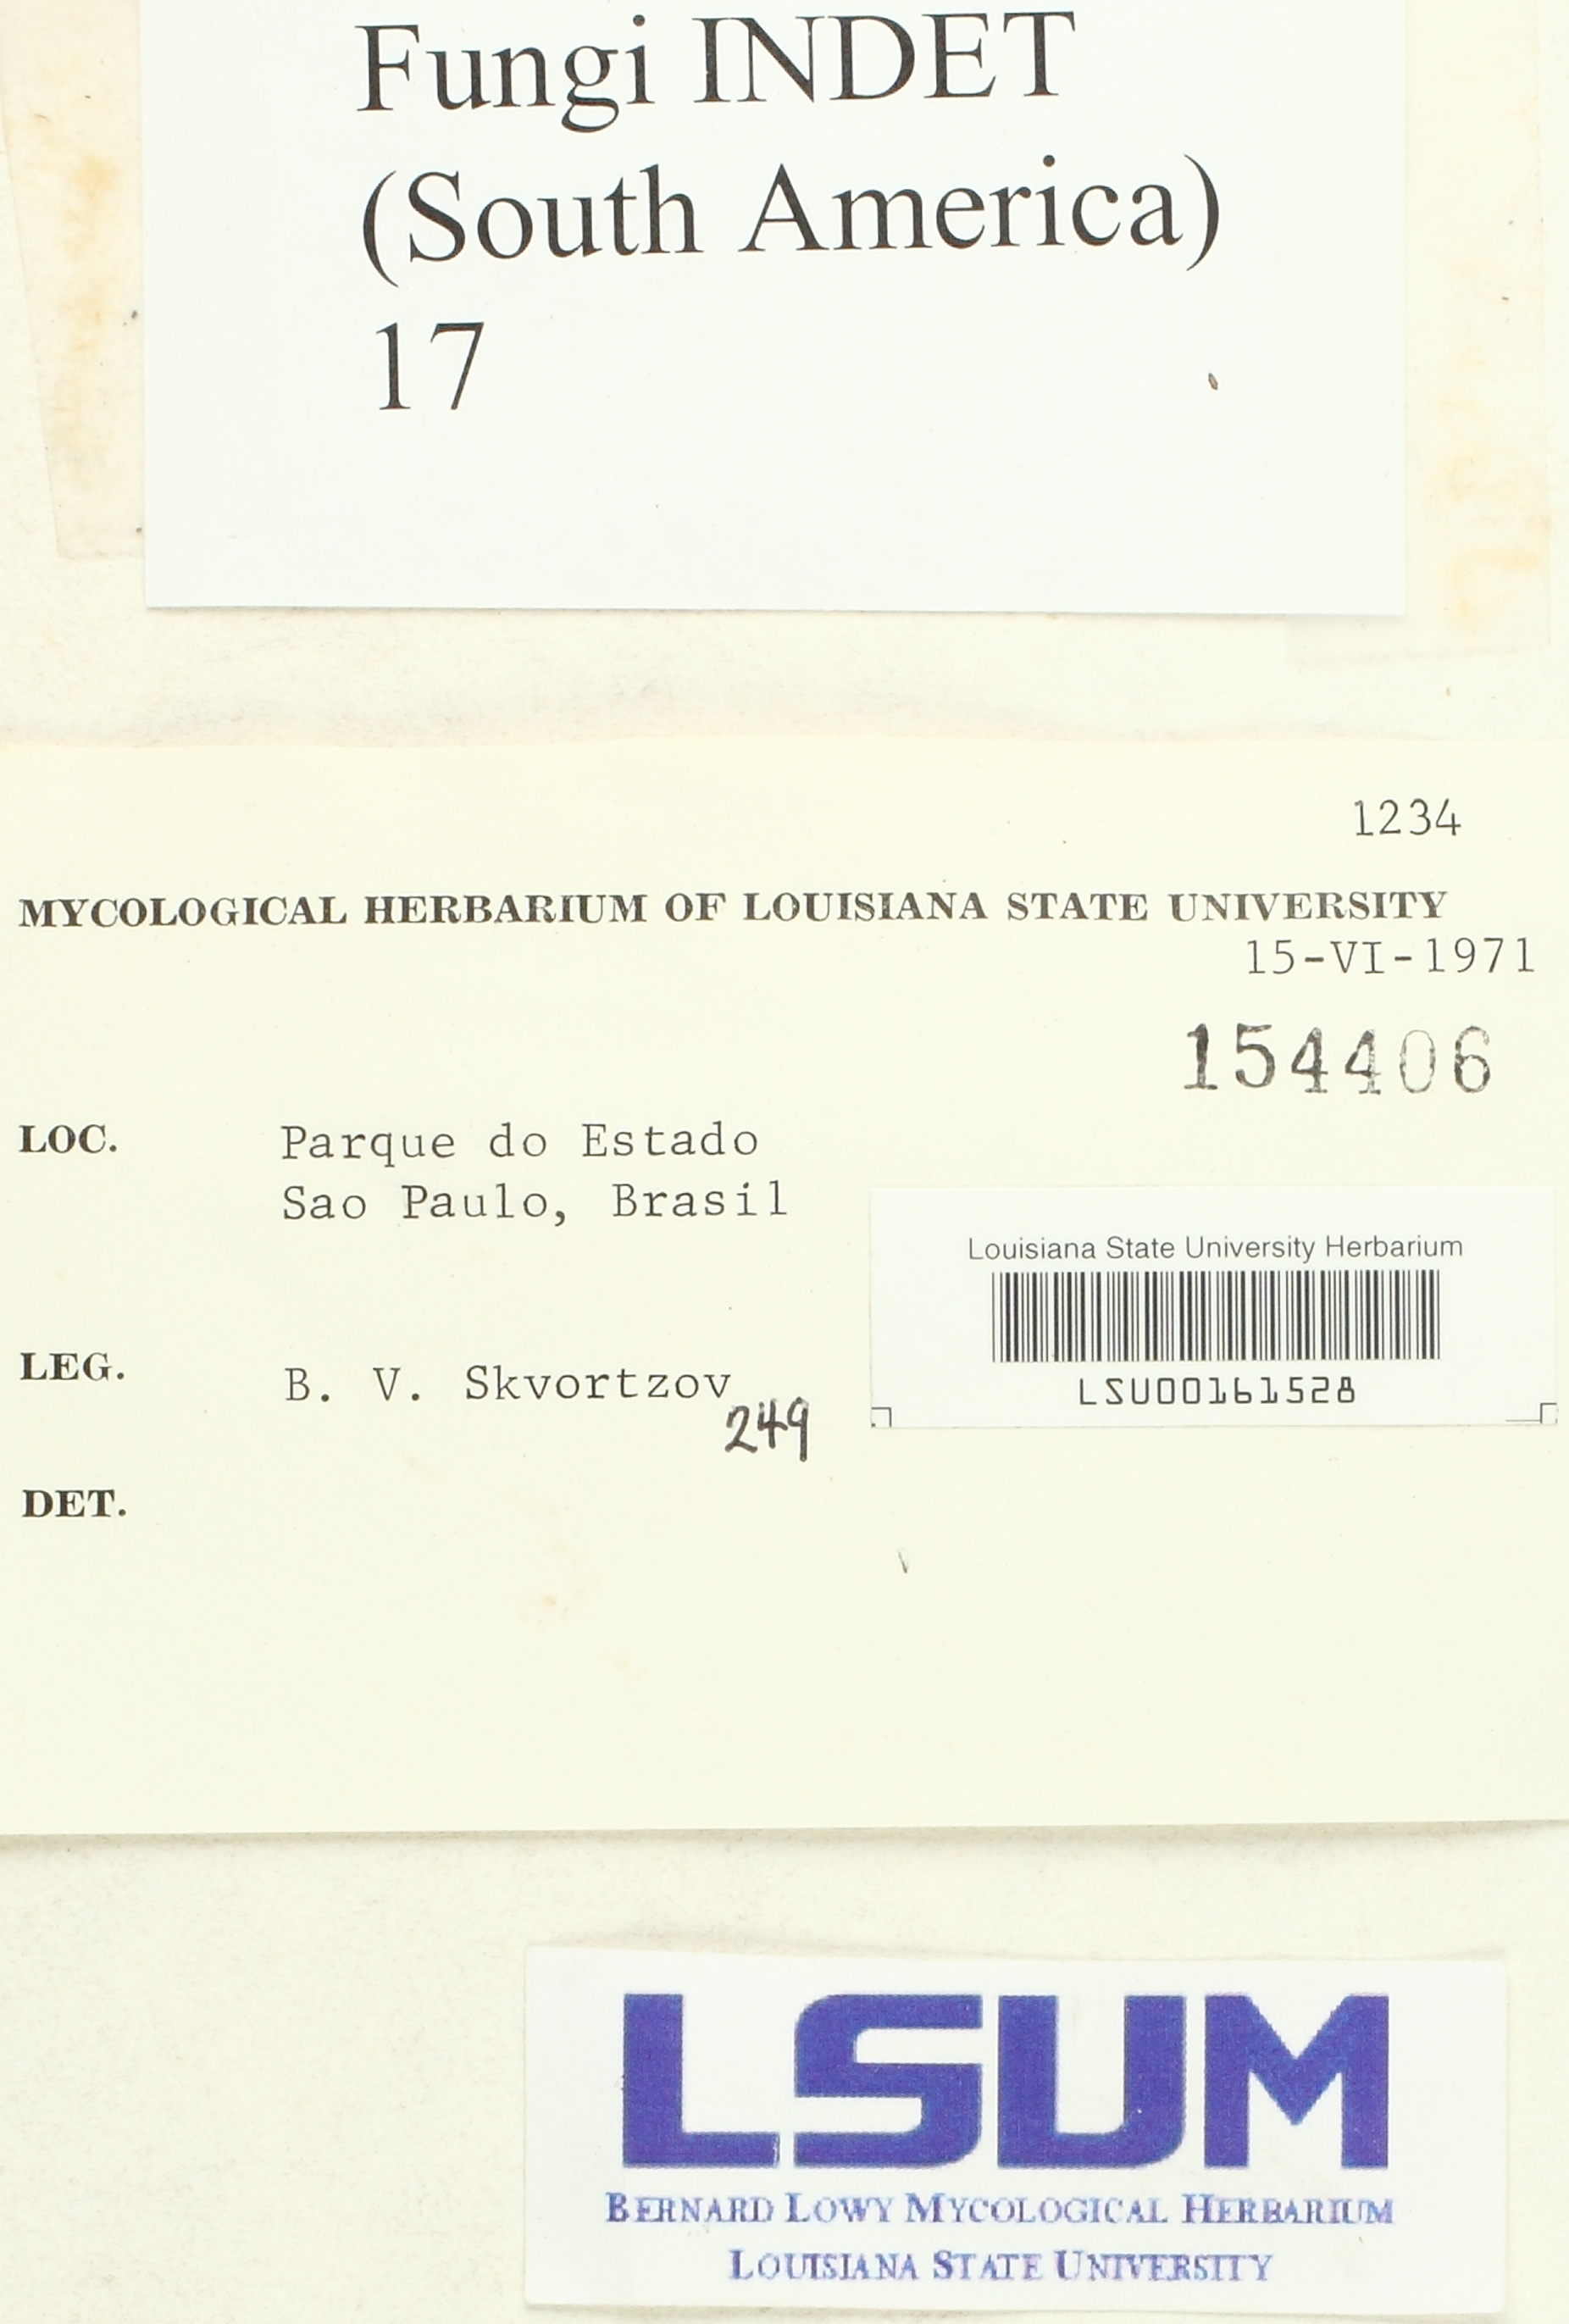 Fungi INDET
(South America)
17
1234
MYCOLOGICAL HERBARIUM OF LOUISIANA STATE UNIVERSITY
15-VI-1971
154406
LOC. Parque do Estado
Sao Paulo, Brasil
Louisiana State University Herbarium
LSU00161528
LEG. B. V. Skvortzov
249
DET.
LSUM
BERNARD LOWY MYCOLOGICAL HERBARIUM
LOUISIANA STATE UNIVERSITY